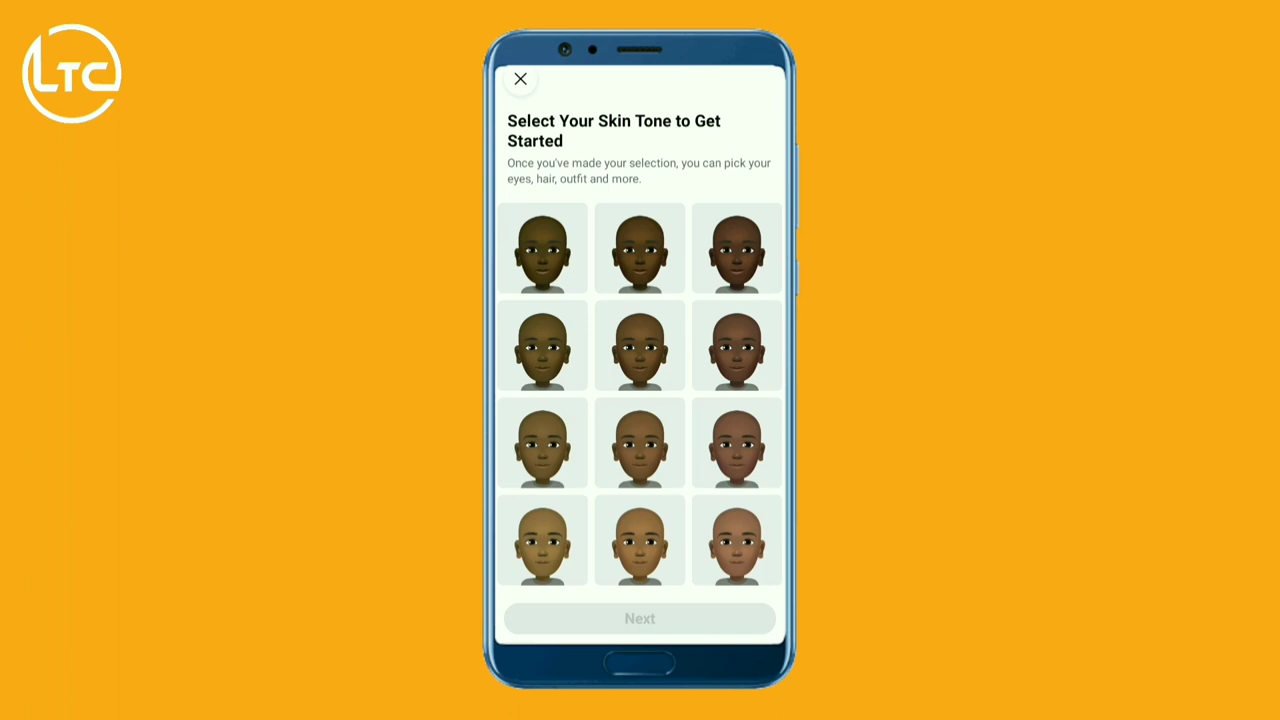 LTC
Select Your Skin Tone to Get
Started
Once you've made your selection, you can pick your
eyes, hair, outfit and more.
Next